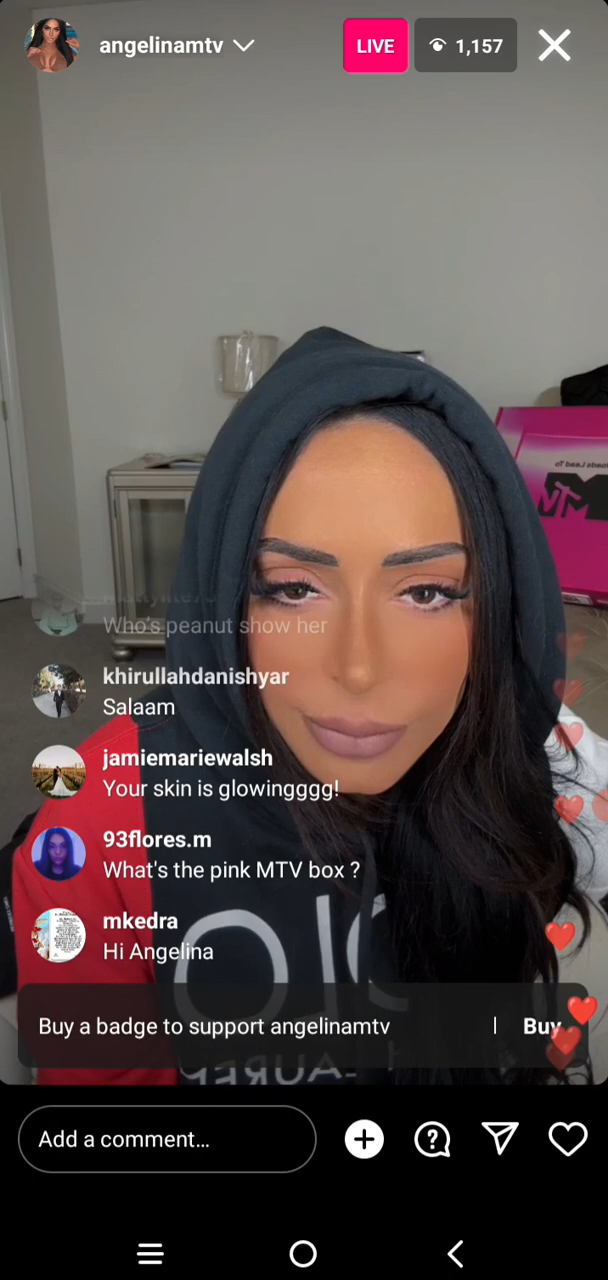 angelinamtv
LIVE
1,157
MTV
Who's peanut show her
khirullahdanishyar
Salaam
jamiemariewalsh
Your skin is glowingggg!
93flores.m
What's the pink MTV box ?
mkedra
Hi Angelina
Buy a badge to support angelinamtv
Buy
Add a comment...